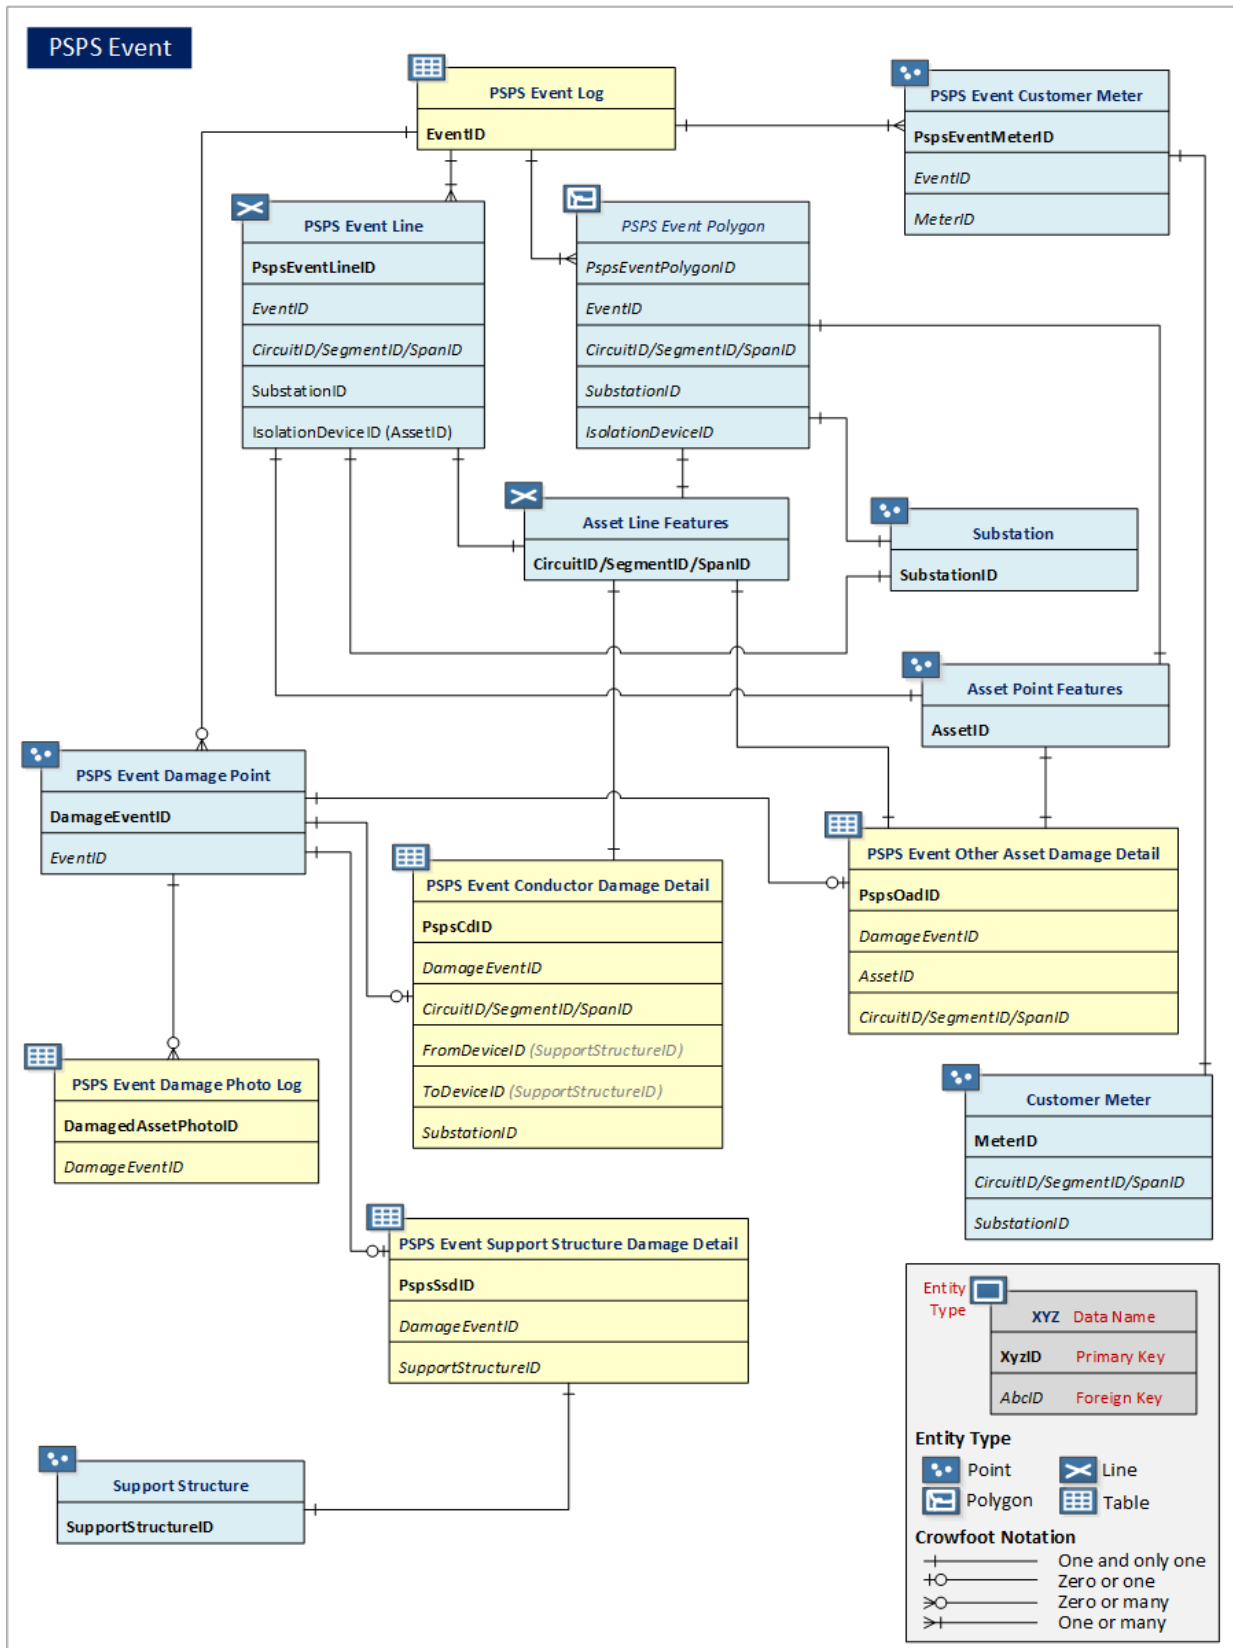 PSPS Event
PSPS Event Log
EventID
PSPS Event Customer Meter
PspsEventMeterID
EventID
MeterID
PSPS Event Line
PspsEventLineID
EventID
CircuitID/SegmentID/SpanID
SubstationID
IsolationDeviceID (AssetID)
PSPS Event Polygon
PspsEventPolygonID
EventID
CircuitID/SegmentID/SpanID
SubstationID
IsolationDeviceID
Asset Line Features
CircuitID/SegmentID/SpanID
Substation
SubstationID
Asset Point Features
AssetID
PSPS Event Damage Point
DamageEventID
EventID
PSPS Event Conductor Damage Detail
PspsCdID
DamageEventID
CircuitID/SegmentID/SpanID
FromDeviceID (SupportStructureID)
ToDeviceID (SupportStructureID)
SubstationID
PSPS Event Other Asset Damage Detail
PspsOadID
DamageEventID
AssetID
CircuitID/SegmentID/SpanID
PSPS Event Damage Photo Log
DamagedAssetPhotoID
DamageEventID
Customer Meter
MeterID
CircuitID/SegmentID/SpanID
SubstationID
PSPS Event Support Structure Damage Detail
PspsSsdID
DamageEventID
SupportStructureID
Support Structure
SupportStructureID
Entity
Type
XYZ Data Name
XyzID Primary Key
AbcID Foreign Key
Entity Type
Point
Line
Polygon
Table
Crowfoot Notation
One and only one
Zero or one
Zero or many
One or many